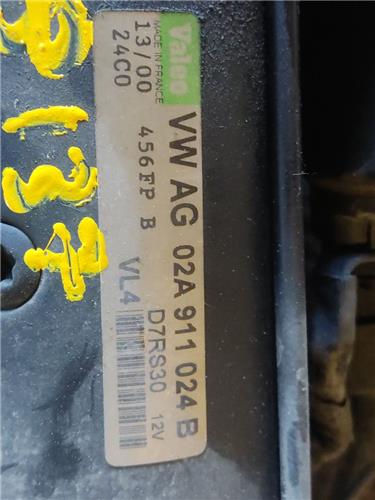 Valeo
MADE IN FRANCE
13/00
24C0
456FP B
VW AG 02A 911 024 B
VL4
D7RS30 12V